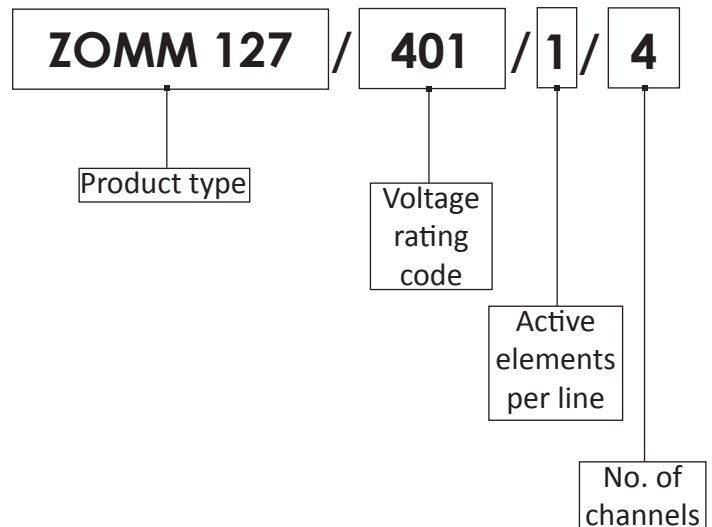 ZOMM 127 / 401 / 1 / 4
Product type
Voltage
rating
code
Active
elements
per line
No. of
channels